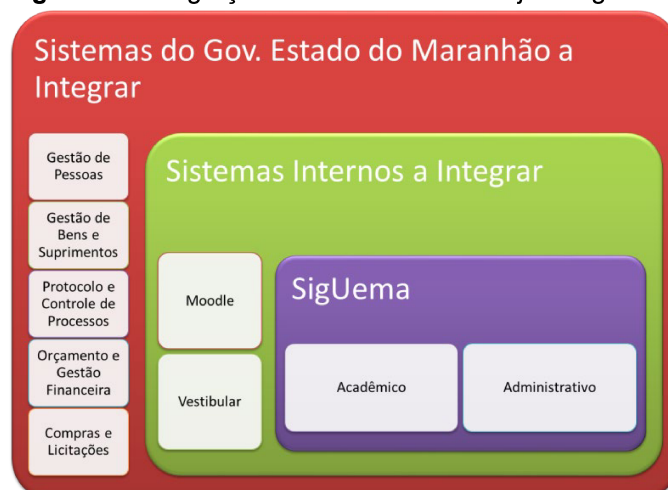 Sistemas do Gov. Estado do Maranhão a
Integrar
Gestão de
Pessoas
Gestão de
Bens e
Suprimentos
Protocolo e
Controle de
Processos
Orçamento e
Gestão
Financeira
Compras e
Licitações
Sistemas Internos a Integrar
Moodle
Vestibular
SigUema
Acadêmico
Administrativo